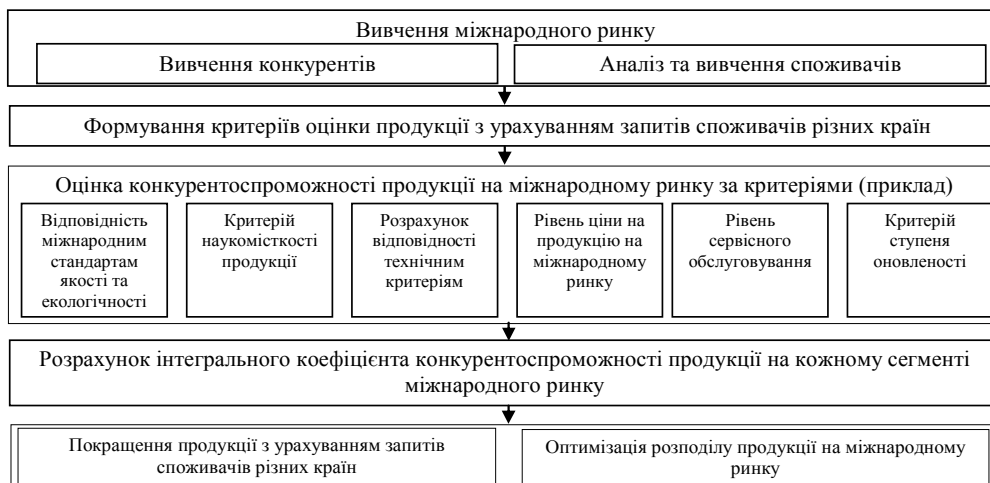 Вивчення міжнародного ринку
Вивчення конкурентів
Аналіз та вивчення споживачів
Формування критеріїв оцінки продукції з урахуванням запитів споживачів різних країн
Оцінка конкурентоспроможності продукції на міжнародному ринку за критеріями (приклад)
Відповідність
міжнародним
стандартам
якості та
екологічності
Критерій
наукомісткості
продукції
Розрахунок
відповідності
технічним
критеріям
Рівень ціни на
продукцію на
міжнародному
ринку
Рівень
сервісного
обслуговування
Критерій
ступеня
оновленості
Розрахунок інтегрального коефіцієнта конкурентоспроможності продукції на кожному сегменті
міжнародного ринку
Покращення продукції з урахуванням запитів
споживачів різних країн
Оптимізація розподілу продукції на міжнародному
ринку